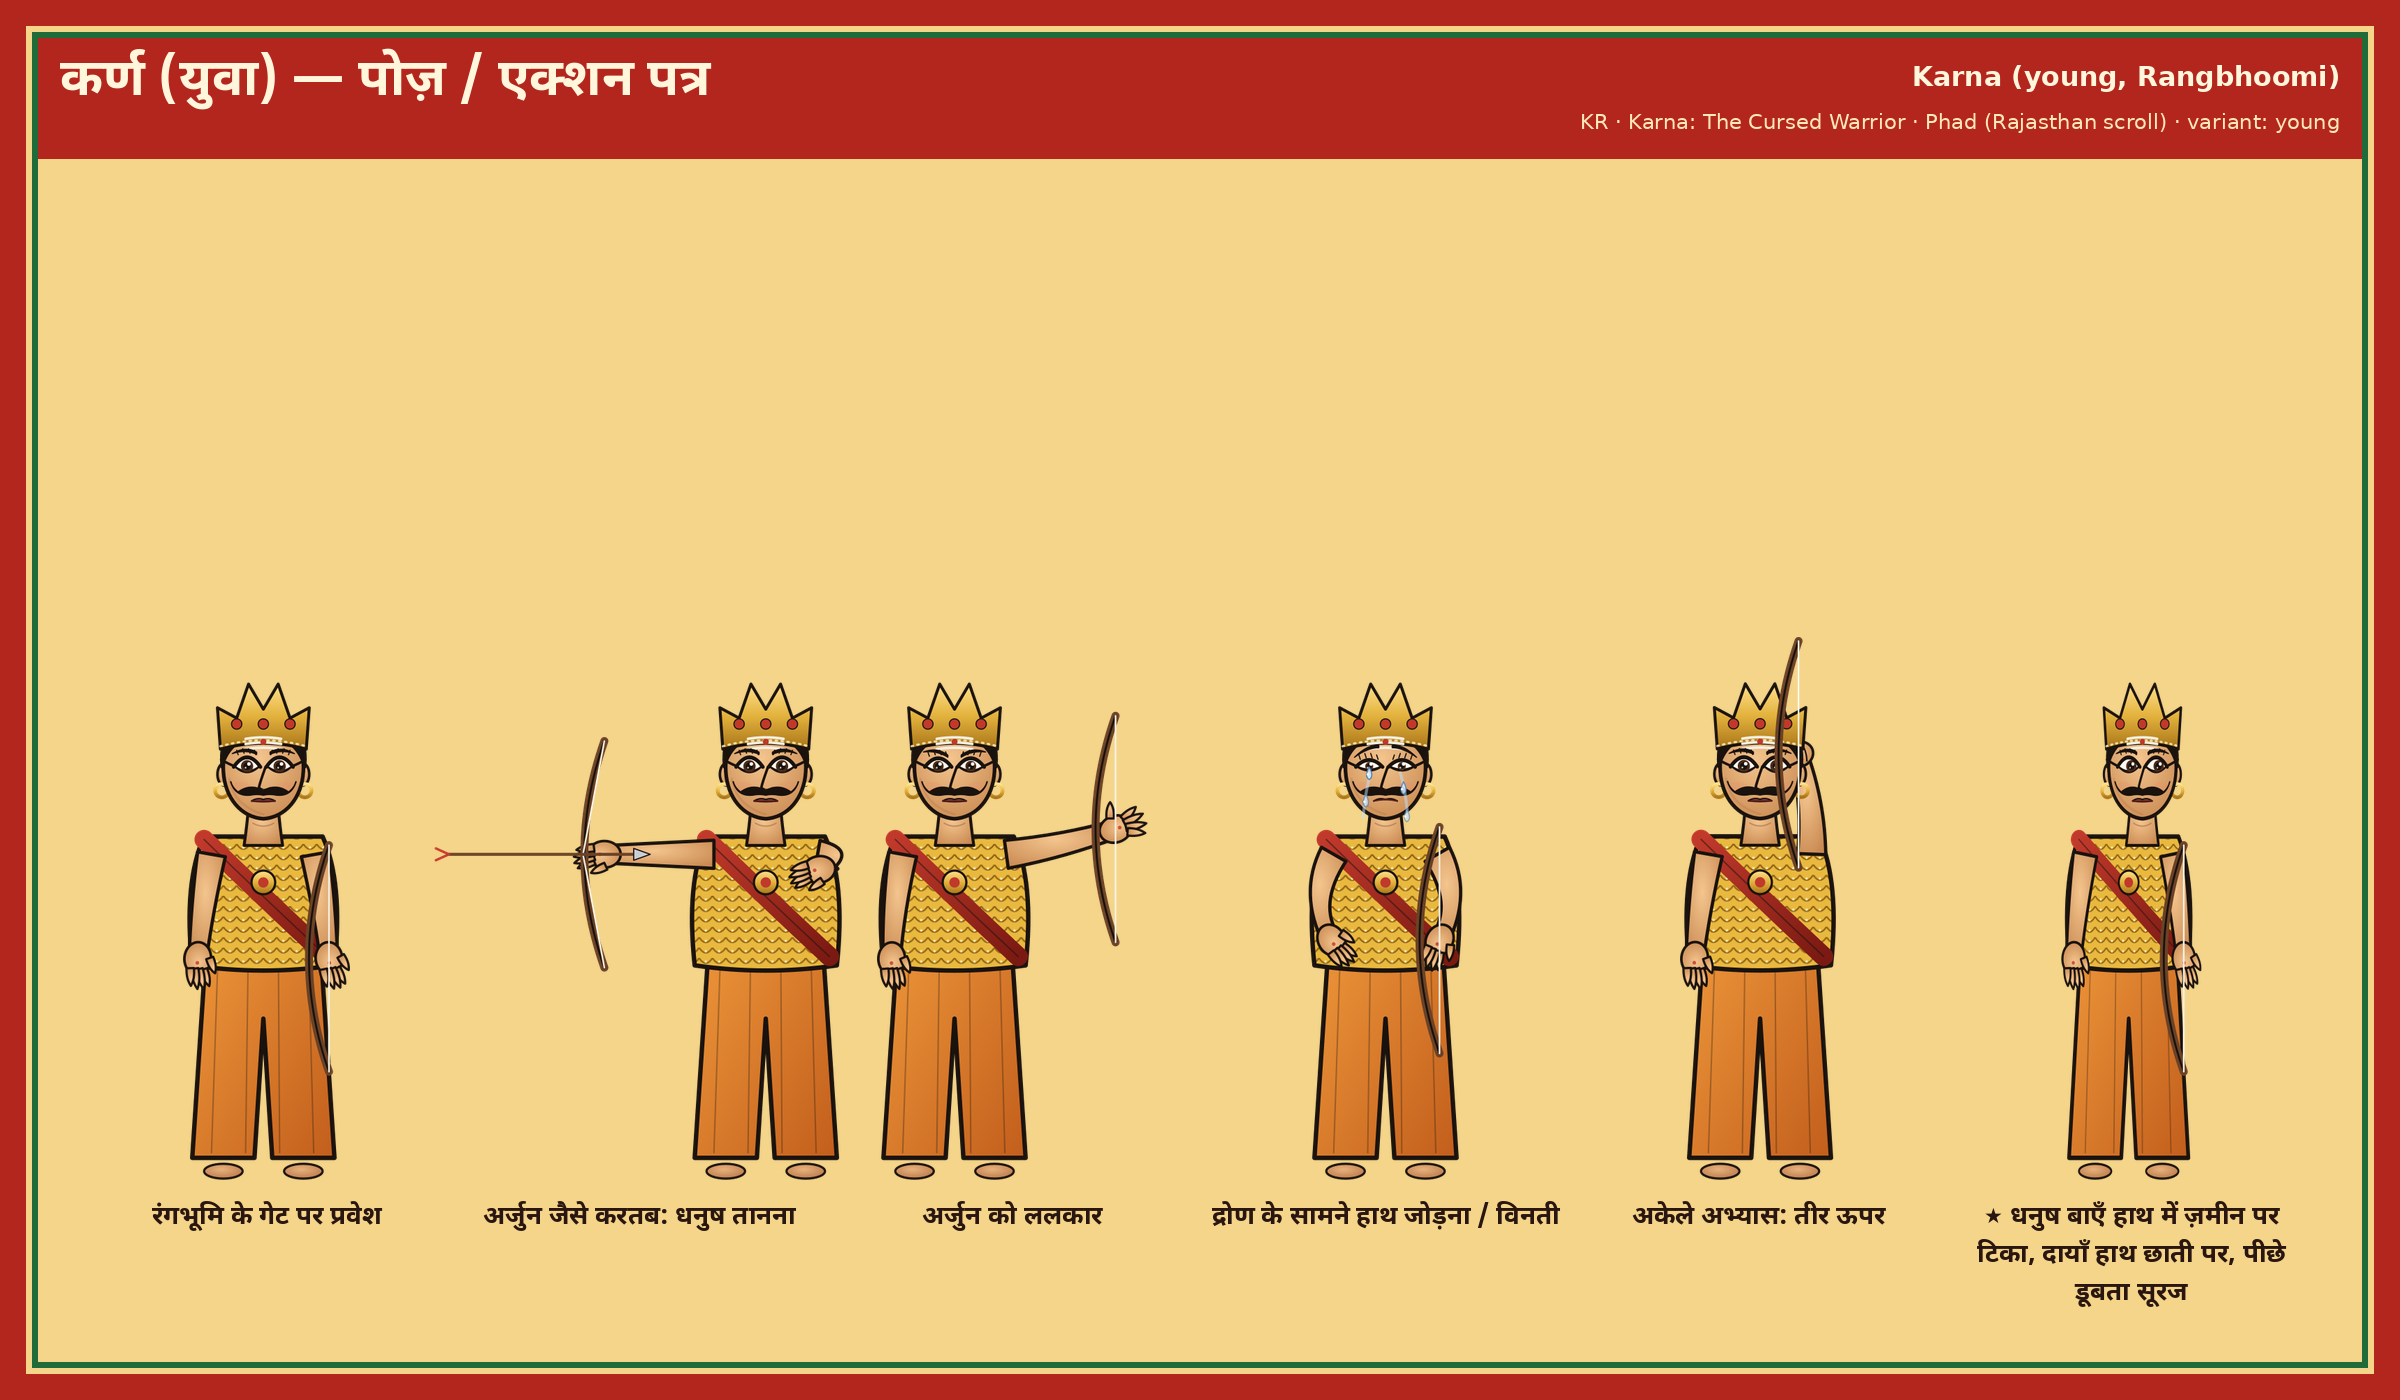 कर्ण (युवा) — पोज़ / एक्शन पत्र
Karna (young, Rangbhoomi)
KR · Karna: The Cursed Warrior · Phad (Rajasthan scroll) · variant: young
रंगभूमि के गेट पर प्रवेश
अर्जुन जैसे करतब: धनुष तानना
अर्जुन को ललकार
द्रोण के सामने हाथ जोड़ना / विनती
अकेले अभ्यास: तीर ऊपर
★ धनुष बाएँ हाथ में ज़मीन पर
टिका, दायाँ हाथ छाती पर, पीछे
डूबता सूरज